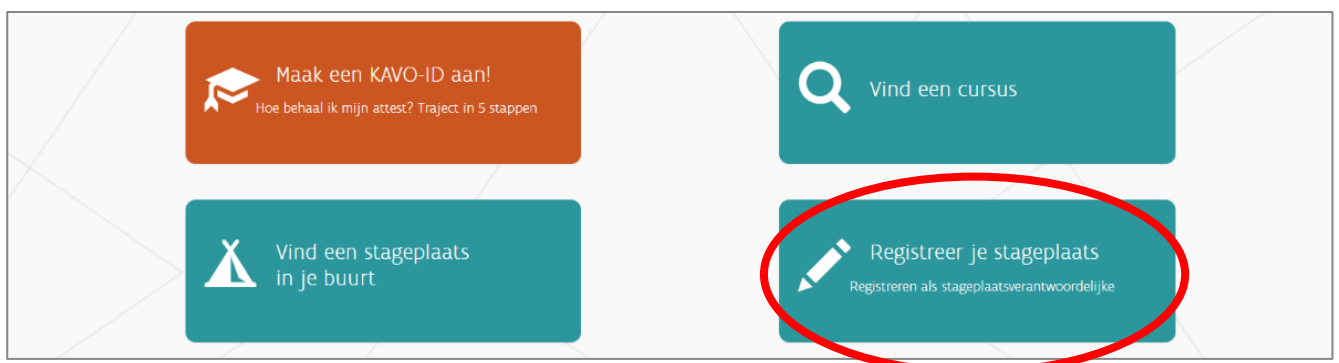 Maak een KAVO-ID aan!
Hoe behaal ik mijn attest? Traject in 5 stappen
Vind een cursus
Vind een stageplaats
in je buurt
Registreer je stageplaats
Registreren als stageplaatsverantwoordelijke